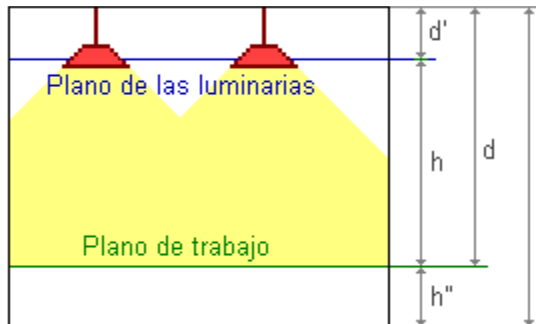 d'
Plano de las luminarias
h
d
Plano de trabajo
h"